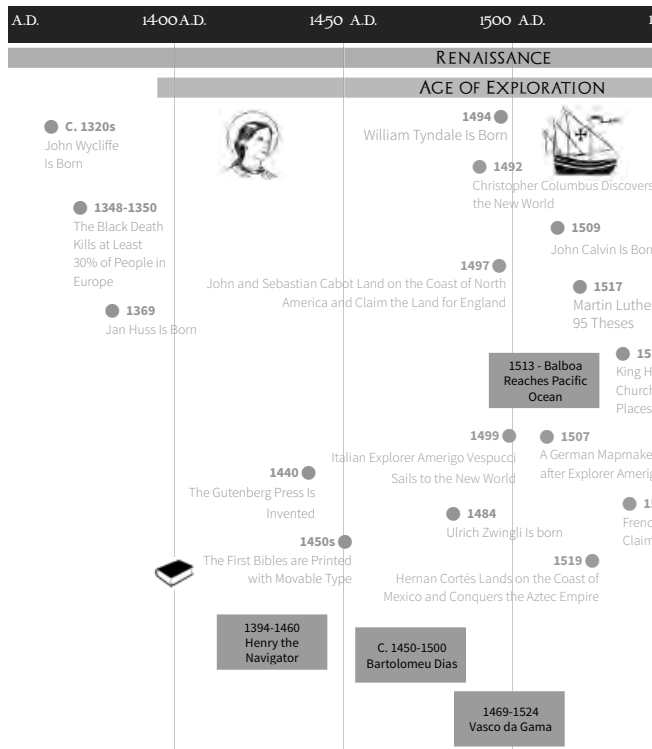 A.D.
1400 A.D.
1450 A.D.
1500 A.D.
RENAISSANCE
AGE OF EXPLORATION
C. 1320s
John Wycliffe
Is Born
1494
William Tyndale Is Born
1492
Christopher Columbus Discovers
the New World
1348-1350
The Black Death
Kills at Least
30% of People in
Europe
1509
John Calvin Is Born
1497
John and Sebastian Cabot Land on the Coast of North
America and Claim the Land for England
1517
Martin Luthe
95 Theses
1369
Jan Huss Is Born
1513 - Balboa
Reaches Pacific
Ocean
King H
Church
Places
1499
Italian Explorer Amerigo Vespucci
Sails to the New World
1507
A German Mapmake
after Explorer Amerig
1440
The Gutenberg Press Is
Invented
1484
Ulrich Zwingli Is born
Frenc
Claim
1450s
The First Bibles are Printed
with Movable Type
1519
Hernan Cortés Lands on the Coast of
Mexico and Conquers the Aztec Empire
1394-1460
Henry the
Navigator
C. 1450-1500
Bartolomeu Dias
1469-1524
Vasco da Gama